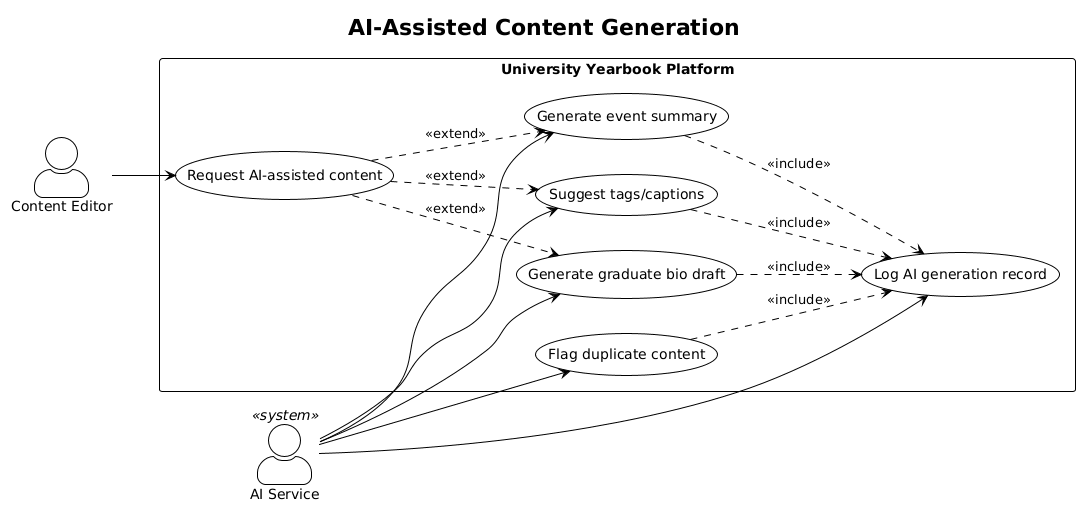 AI-Assisted Content Generation
University Yearbook Platform
Generate event summary
«extend»
«include»
Request AI-assisted content
«extend»
Suggest tags/captions
Content Editor
«extend»
«include»
Generate graduate bio draft
«include»
Log AI generation record
«include»
Flag duplicate content
«system»
AI Service